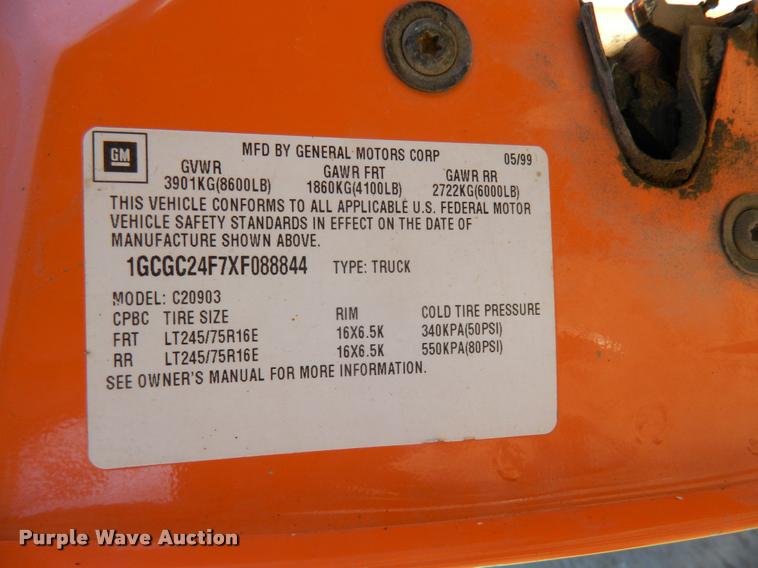 GM
MFD BY GENERAL MOTORS CORP 05/99
GVWR GAWR FRT GAWR RR
3901KG(8600LB) 1860KG(4100LB) 2722KG(6000LB)
THIS VEHICLE CONFORMS TO ALL APPLICABLE U.S. FEDERAL MOTOR
VEHICLE SAFETY STANDARDS IN EFFECT ON THE DATE OF
MANUFACTURE SHOWN ABOVE.
1GCGC24F7XF088844 TYPE: TRUCK
MODEL: C20903
CPBC TIRE SIZE RIM COLD TIRE PRESSURE
FRT LT245/75R16E 16X6.5K 340KPA(50PSI)
RR LT245/75R16E 16X6.5K 550KPA(80PSI)
SEE OWNER'S MANUAL FOR MORE INFORMATION.
Purple Wave Auction